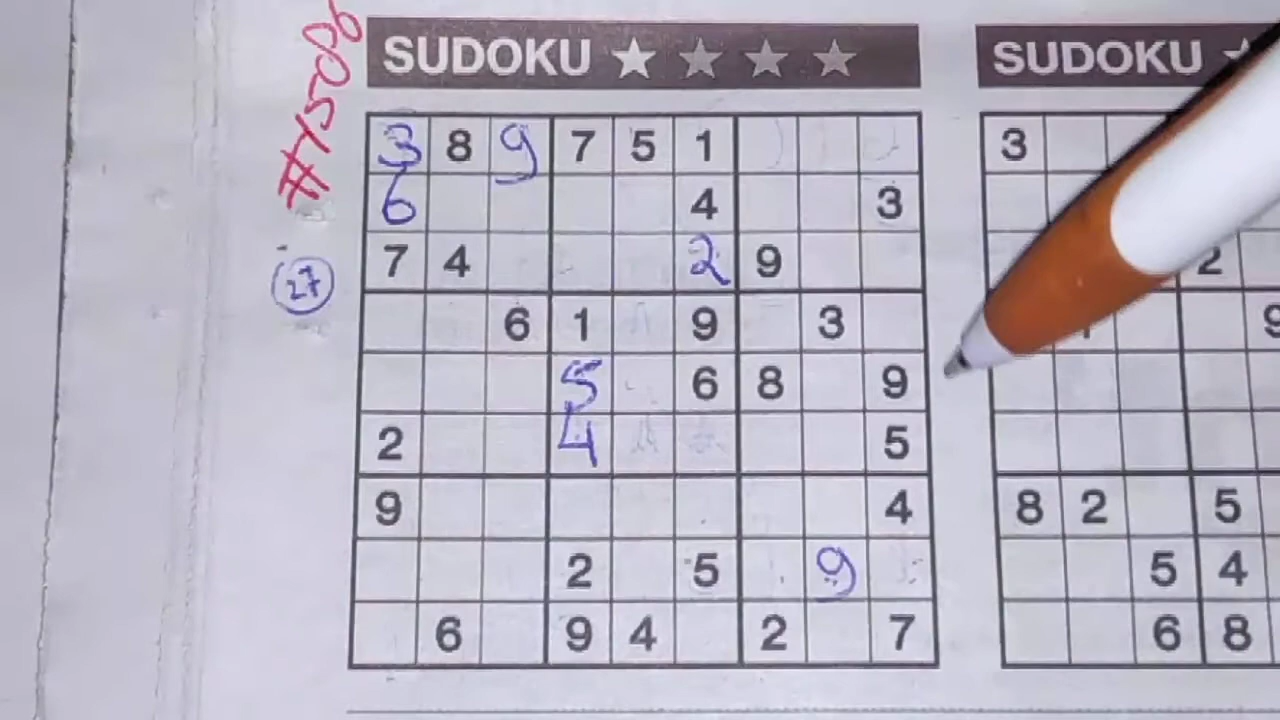 #15086
SUDOKU ★ ★ ★ ★
SUDOKU
27
3 8 9 7 5 1
6 4 3
7 4 2 9
6 1 9 3
5 6 8 9
2 4 5
9 4
2 5 9
6 9 4 2 7
3
2
9
8 2 5
5 4
6 8